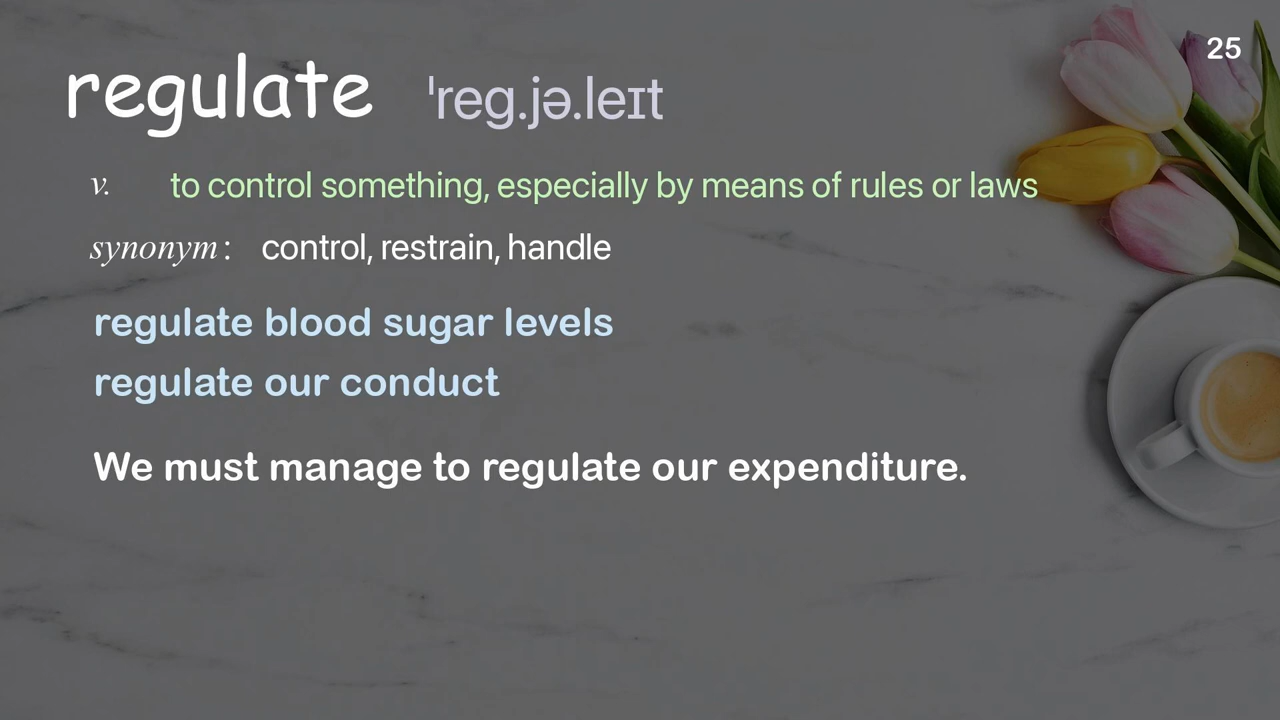 25
regulate ˈreg.jə.leɪt
v. to control something, especially by means of rules or laws
synonym: control, restrain, handle
regulate blood sugar levels
regulate our conduct
We must manage to regulate our expenditure.